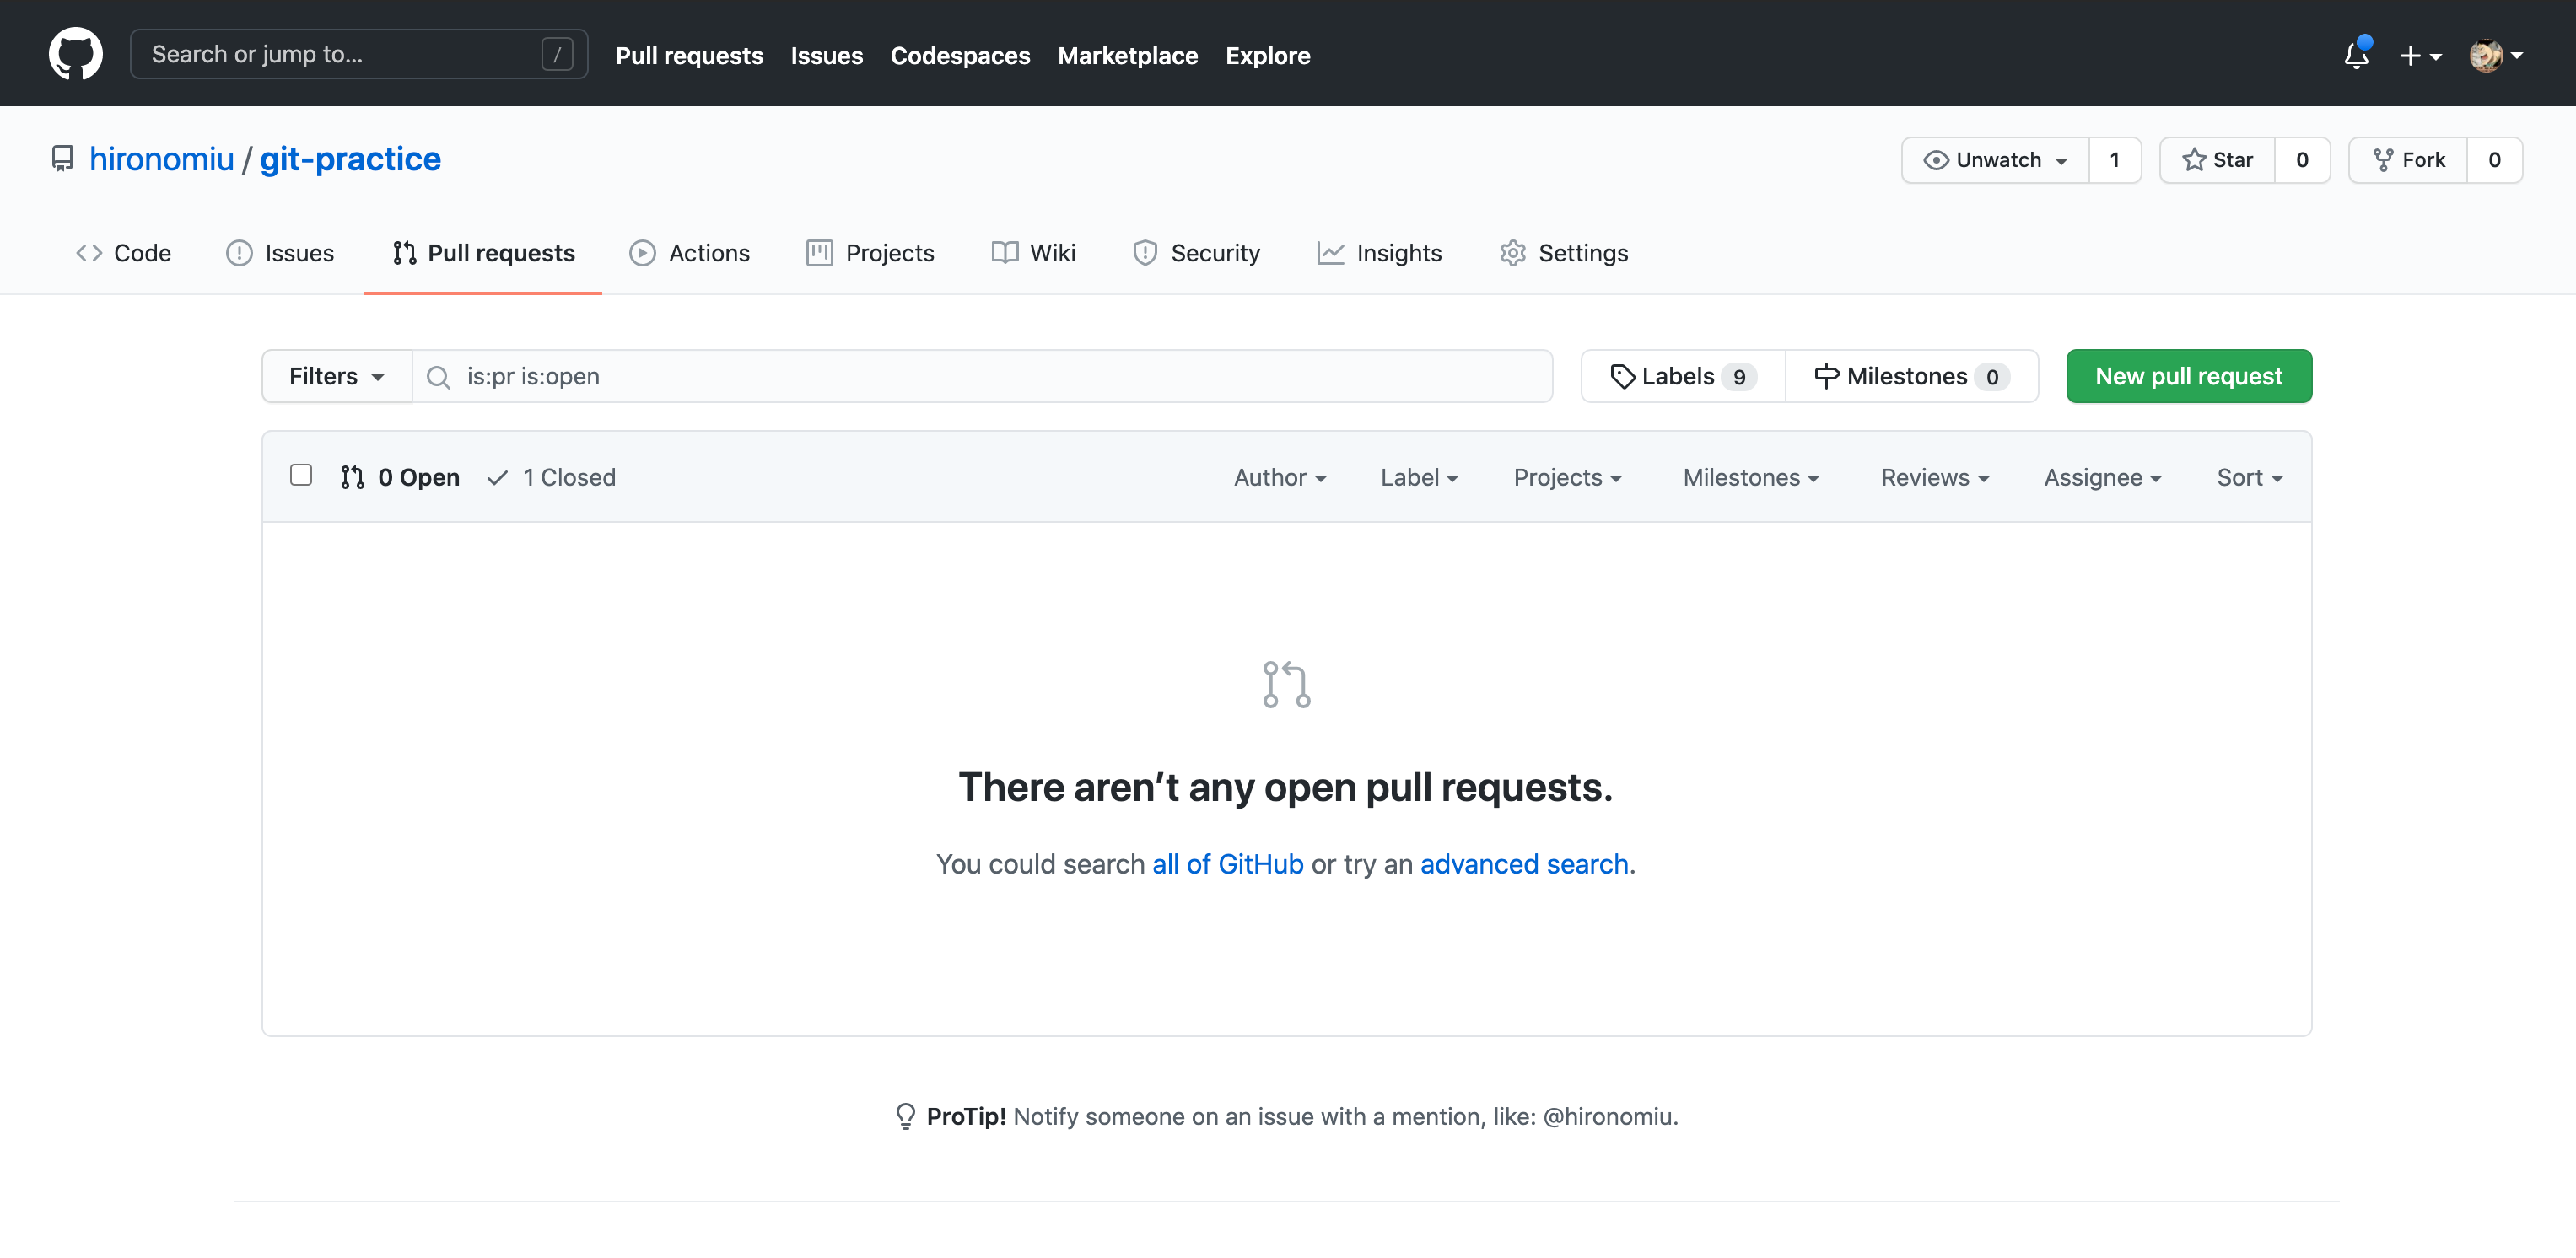 Search or jump to... / Pull requests Issues Codespaces Marketplace Explore
hironomiu / git-practice Unwatch 1 Star 0 Fork 0
Code Issues Pull requests Actions Projects Wiki Security Insights Settings
Filters is:pr is:open Labels 9 Milestones 0 New pull request
0 Open 1 Closed Author Label Projects Milestones Reviews Assignee Sort
There aren’t any open pull requests.
You could search all of GitHub or try an advanced search.
ProTip! Notify someone on an issue with a mention, like: @hironomiu.